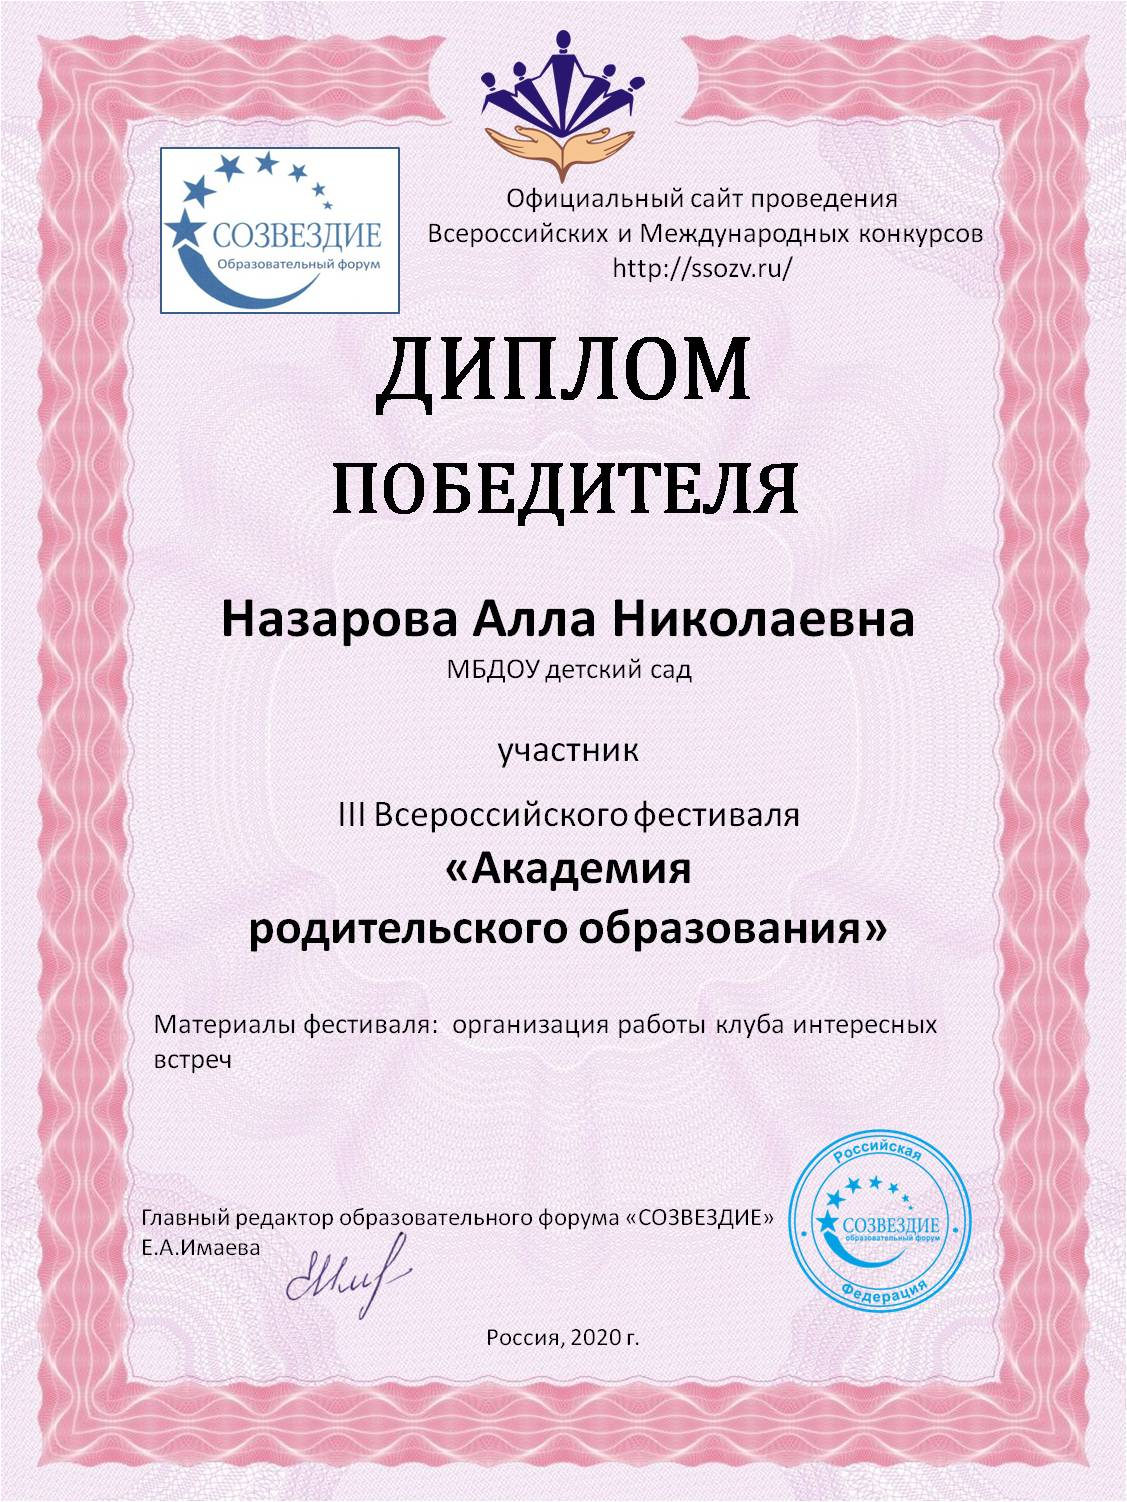 СОЗВЕЗДИЕ
Образовательный форум
Официальный сайт проведения
Всероссийских и Международных конкурсов
http://ssozv.ru/
ДИПЛОМ
ПОБЕДИТЕЛЯ
Назарова Алла Николаевна
МБДОУ детский сад
участник
III Всероссийского фестиваля
«Академия
родительского образования»
Материалы фестиваля: организация работы клуба интересных
встреч
Главный редактор образовательного форума «СОЗВЕЗДИЕ»
Е.А.Имаева
Российская
СОЗВЕЗДИЕ
образовательный форум
Федерация
Россия, 2020 г.